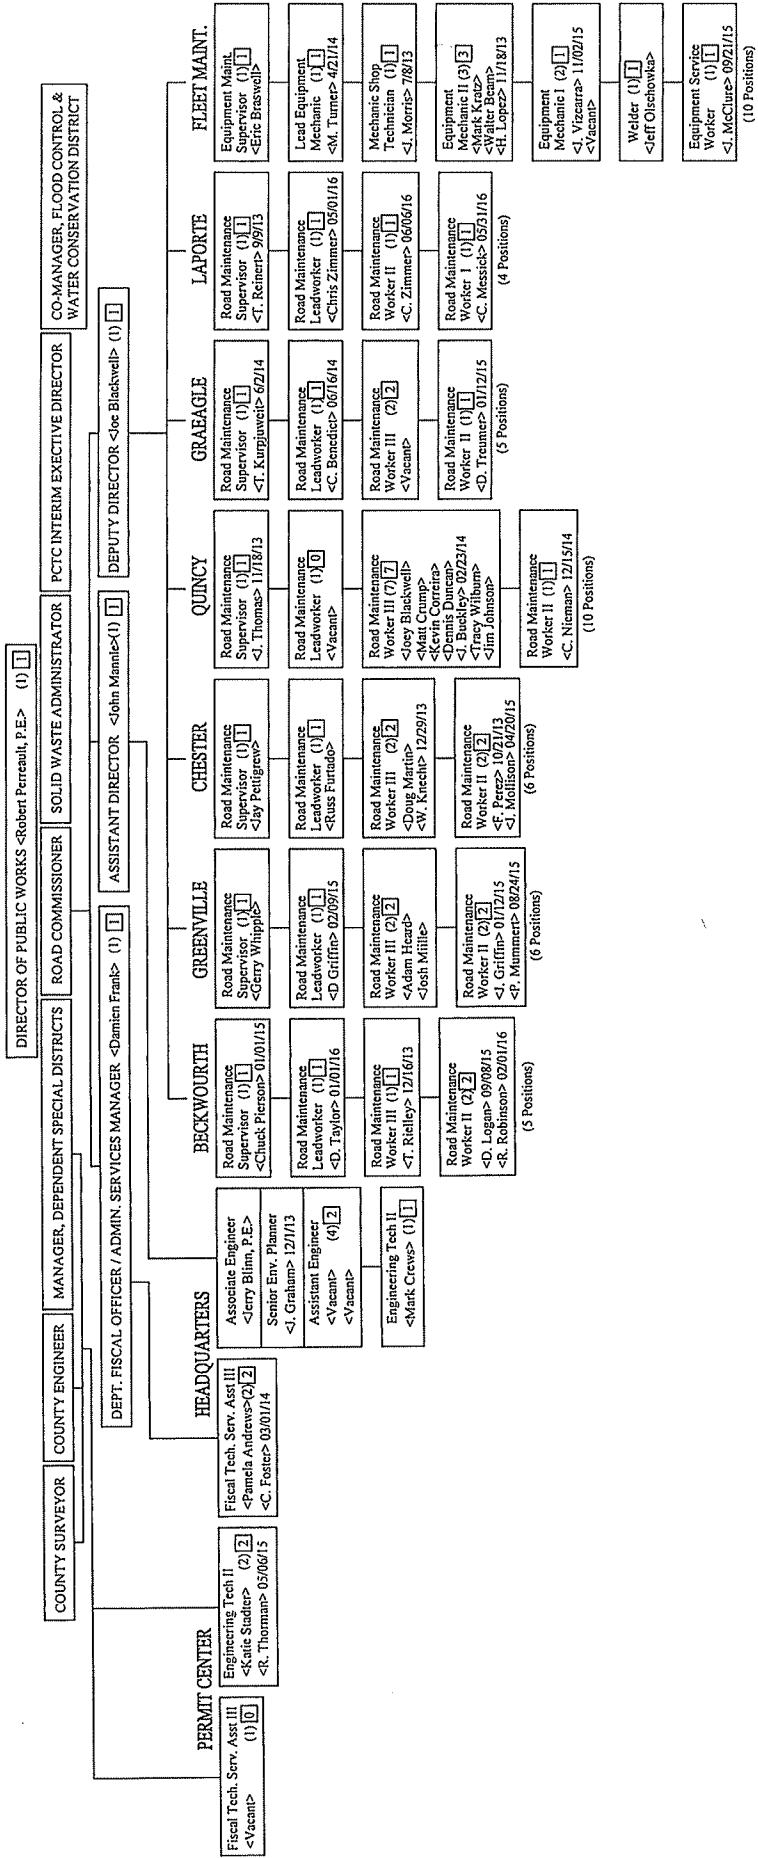 DIRECTOR OF PUBLIC WORKS <Robert Perreault, P.E.> (1) 1
COUNTY SURVEYOR
COUNTY ENGINEER
MANAGER, DEPENDENT SPECIAL DISTRICTS
ROAD COMMISSIONER
SOLID WASTE ADMINISTRATOR
PCTC INTERIM EXECTIVE DIRECTOR
CO-MANAGER, FLOOD CONTROL &
WATER CONSERVATION DISTRICT
DEPT. FISCAL OFFICER / ADMIN. SERVICES MANAGER <Damien Frank> (1) 1
ASSISTANT DIRECTOR <John Mannle>(1) 1
DEPUTY DIRECTOR <Joe Blackwell> (1) 1
PERMIT CENTER
Fiscal Tech. Serv. Asst III
(1) 0
<Vacant>
Engineering Tech II
<Katie Stadter> (2) 2
<R. Thorman> 05/06/15
HEADQUARTERS
Fiscal Tech. Serv. Asst III
<Pamela Andrews>(2) 2
<C. Foster> 03/01/14
Associate Engineer
<Jerry Blinn, P.E.>
Senior Env. Planner
<J. Graham> 12/1/13
Assistant Engineer
<Vacant> (4) 2
<Vacant>
Engineering Tech II
<Mark Crews> (1) 1
BECKWOURTH
Road Maintenance
Supervisor (1) 1
<Chuck Pierson> 01/01/15
Road Maintenance
Leadworker (1) 1
<D. Taylor> 01/01/16
Road Maintenance
Worker III (1) 1
<T. Rielley> 12/16/13
Road Maintenance
Worker II (2) 2
<D. Logan> 09/08/15
<R. Robinson> 02/01/16
(5 Positions)
GREENVILLE
Road Maintenance
Supervisor (1) 1
<Gerry Whipple>
Road Maintenance
Leadworker (1) 1
<D Griffin> 02/09/15
Road Maintenance
Worker III (2) 2
<Adam Heard>
<Josh Miille>
Road Maintenance
Worker II (2) 2
<J. Griffin> 01/12/15
<P. Mummert> 08/24/15
(6 Positions)
CHESTER
Road Maintenance
Supervisor (1) 1
<Jay Pettigrew>
Road Maintenance
Leadworker (1) 1
<Russ Furtado>
Road Maintenance
Worker III (2) 2
<Doug Martin>
<W. Knecht> 12/29/13
Road Maintenance
Worker II (2) 2
<F. Perez> 10/21/13
<J. Mollison> 04/20/15
(6 Positions)
QUINCY
Road Maintenance
Supervisor (1) 1
<J. Thomas> 11/18/13
Road Maintenance
Leadworker (1) 0
<Vacant>
Road Maintenance
Worker III (7) 7
<Joey Blackwell>
<Matt Crump>
<Kevin Correira>
<Dennis Duncan>
<J. Buckley> 02/23/14
<Tracy Wilburn>
<Jim Johnson>
Road Maintenance
Worker II (1) 1
<C. Nieman> 12/15/14
(10 Positions)
GRAEAGLE
Road Maintenance
Supervisor (1) 1
<T. Kurpjuweit> 6/2/14
Road Maintenance
Leadworker (1) 1
<C. Benedict> 06/16/14
Road Maintenance
Worker III (2) 2
<Vacant>
Road Maintenance
Worker II (1) 1
<D. Treumer> 01/12/15
(5 Positions)
LAPORTE
Road Maintenance
Supervisor (1) 1
<T. Reinert> 9/9/13
Road Maintenance
Leadworker (1) 1
<Chris Zimmer> 05/01/16
Road Maintenance
Worker II (1) 1
<C. Zimmer> 06/06/16
Road Maintenance
Worker I (1) 1
<C. Messick> 05/31/16
(4 Positions)
FLEET MAINT.
Equipment Maint.
Supervisor (1) 1
<Eric Braswell>
Lead Equipment
Mechanic (1) 1
<M. Turner> 4/21/14
Mechanic Shop
Technician (1) 1
<J. Morris> 7/8/13
Equipment
Mechanic II (3) 3
<Mark Kratz>
<Walter Beam>
<H. Lopez> 11/18/13
Equipment
Mechanic I (2) 1
<J. Vizcarra> 11/02/15
<Vacant>
Welder (1) 1
<Jeff Olschowka>
Equipment Service
Worker (1) 1
<J. McClure> 09/21/15
(10 Positions)